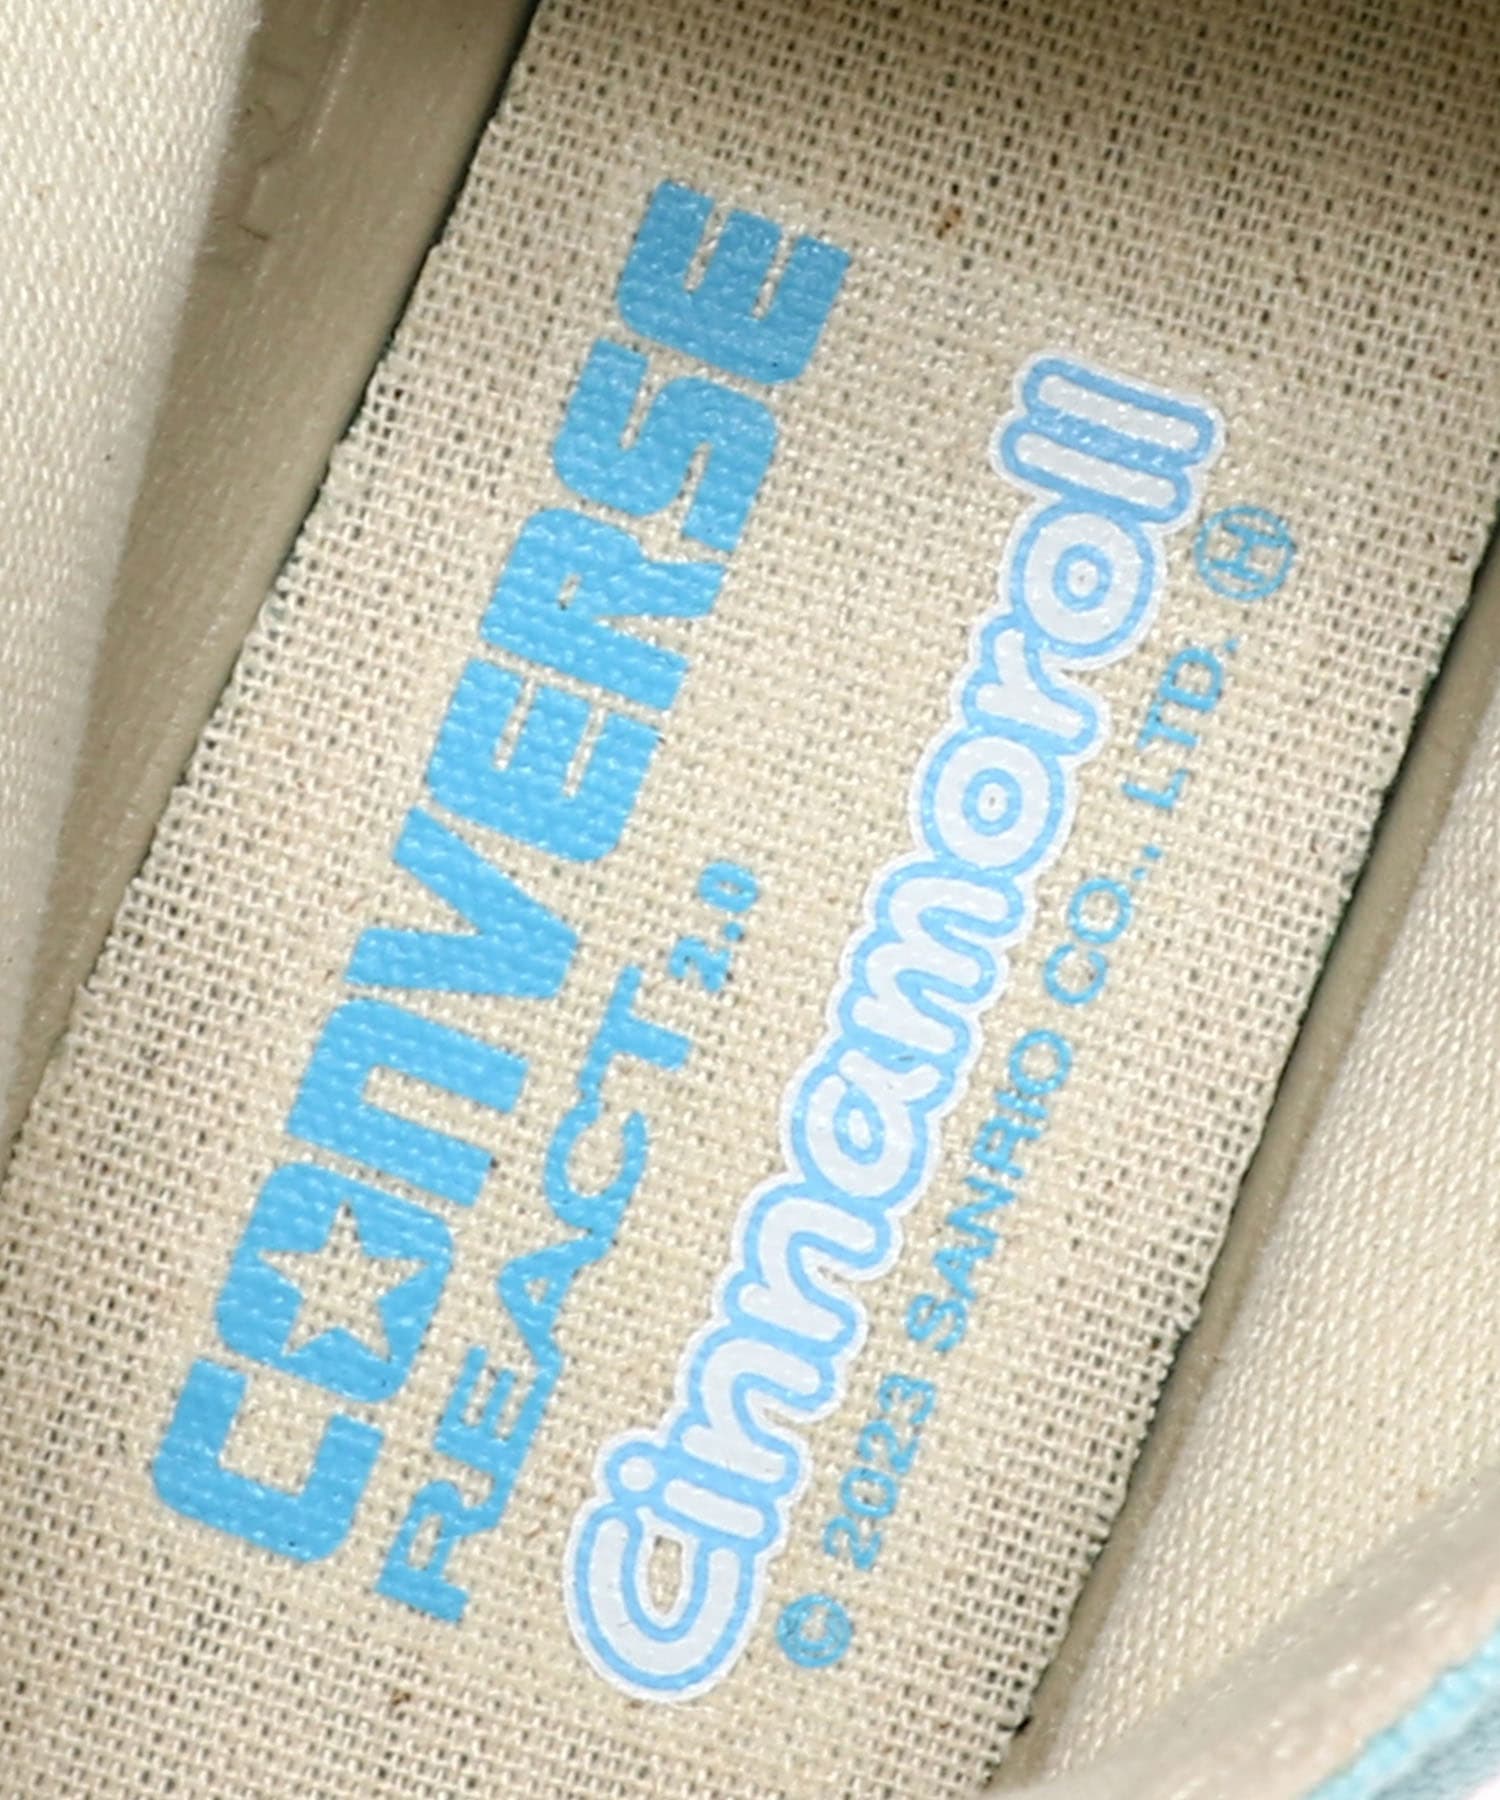 CONVERSE
REACT 2.0
Cinnamoroll
© 2023 SANRIO CO., LTD. Ⓗ